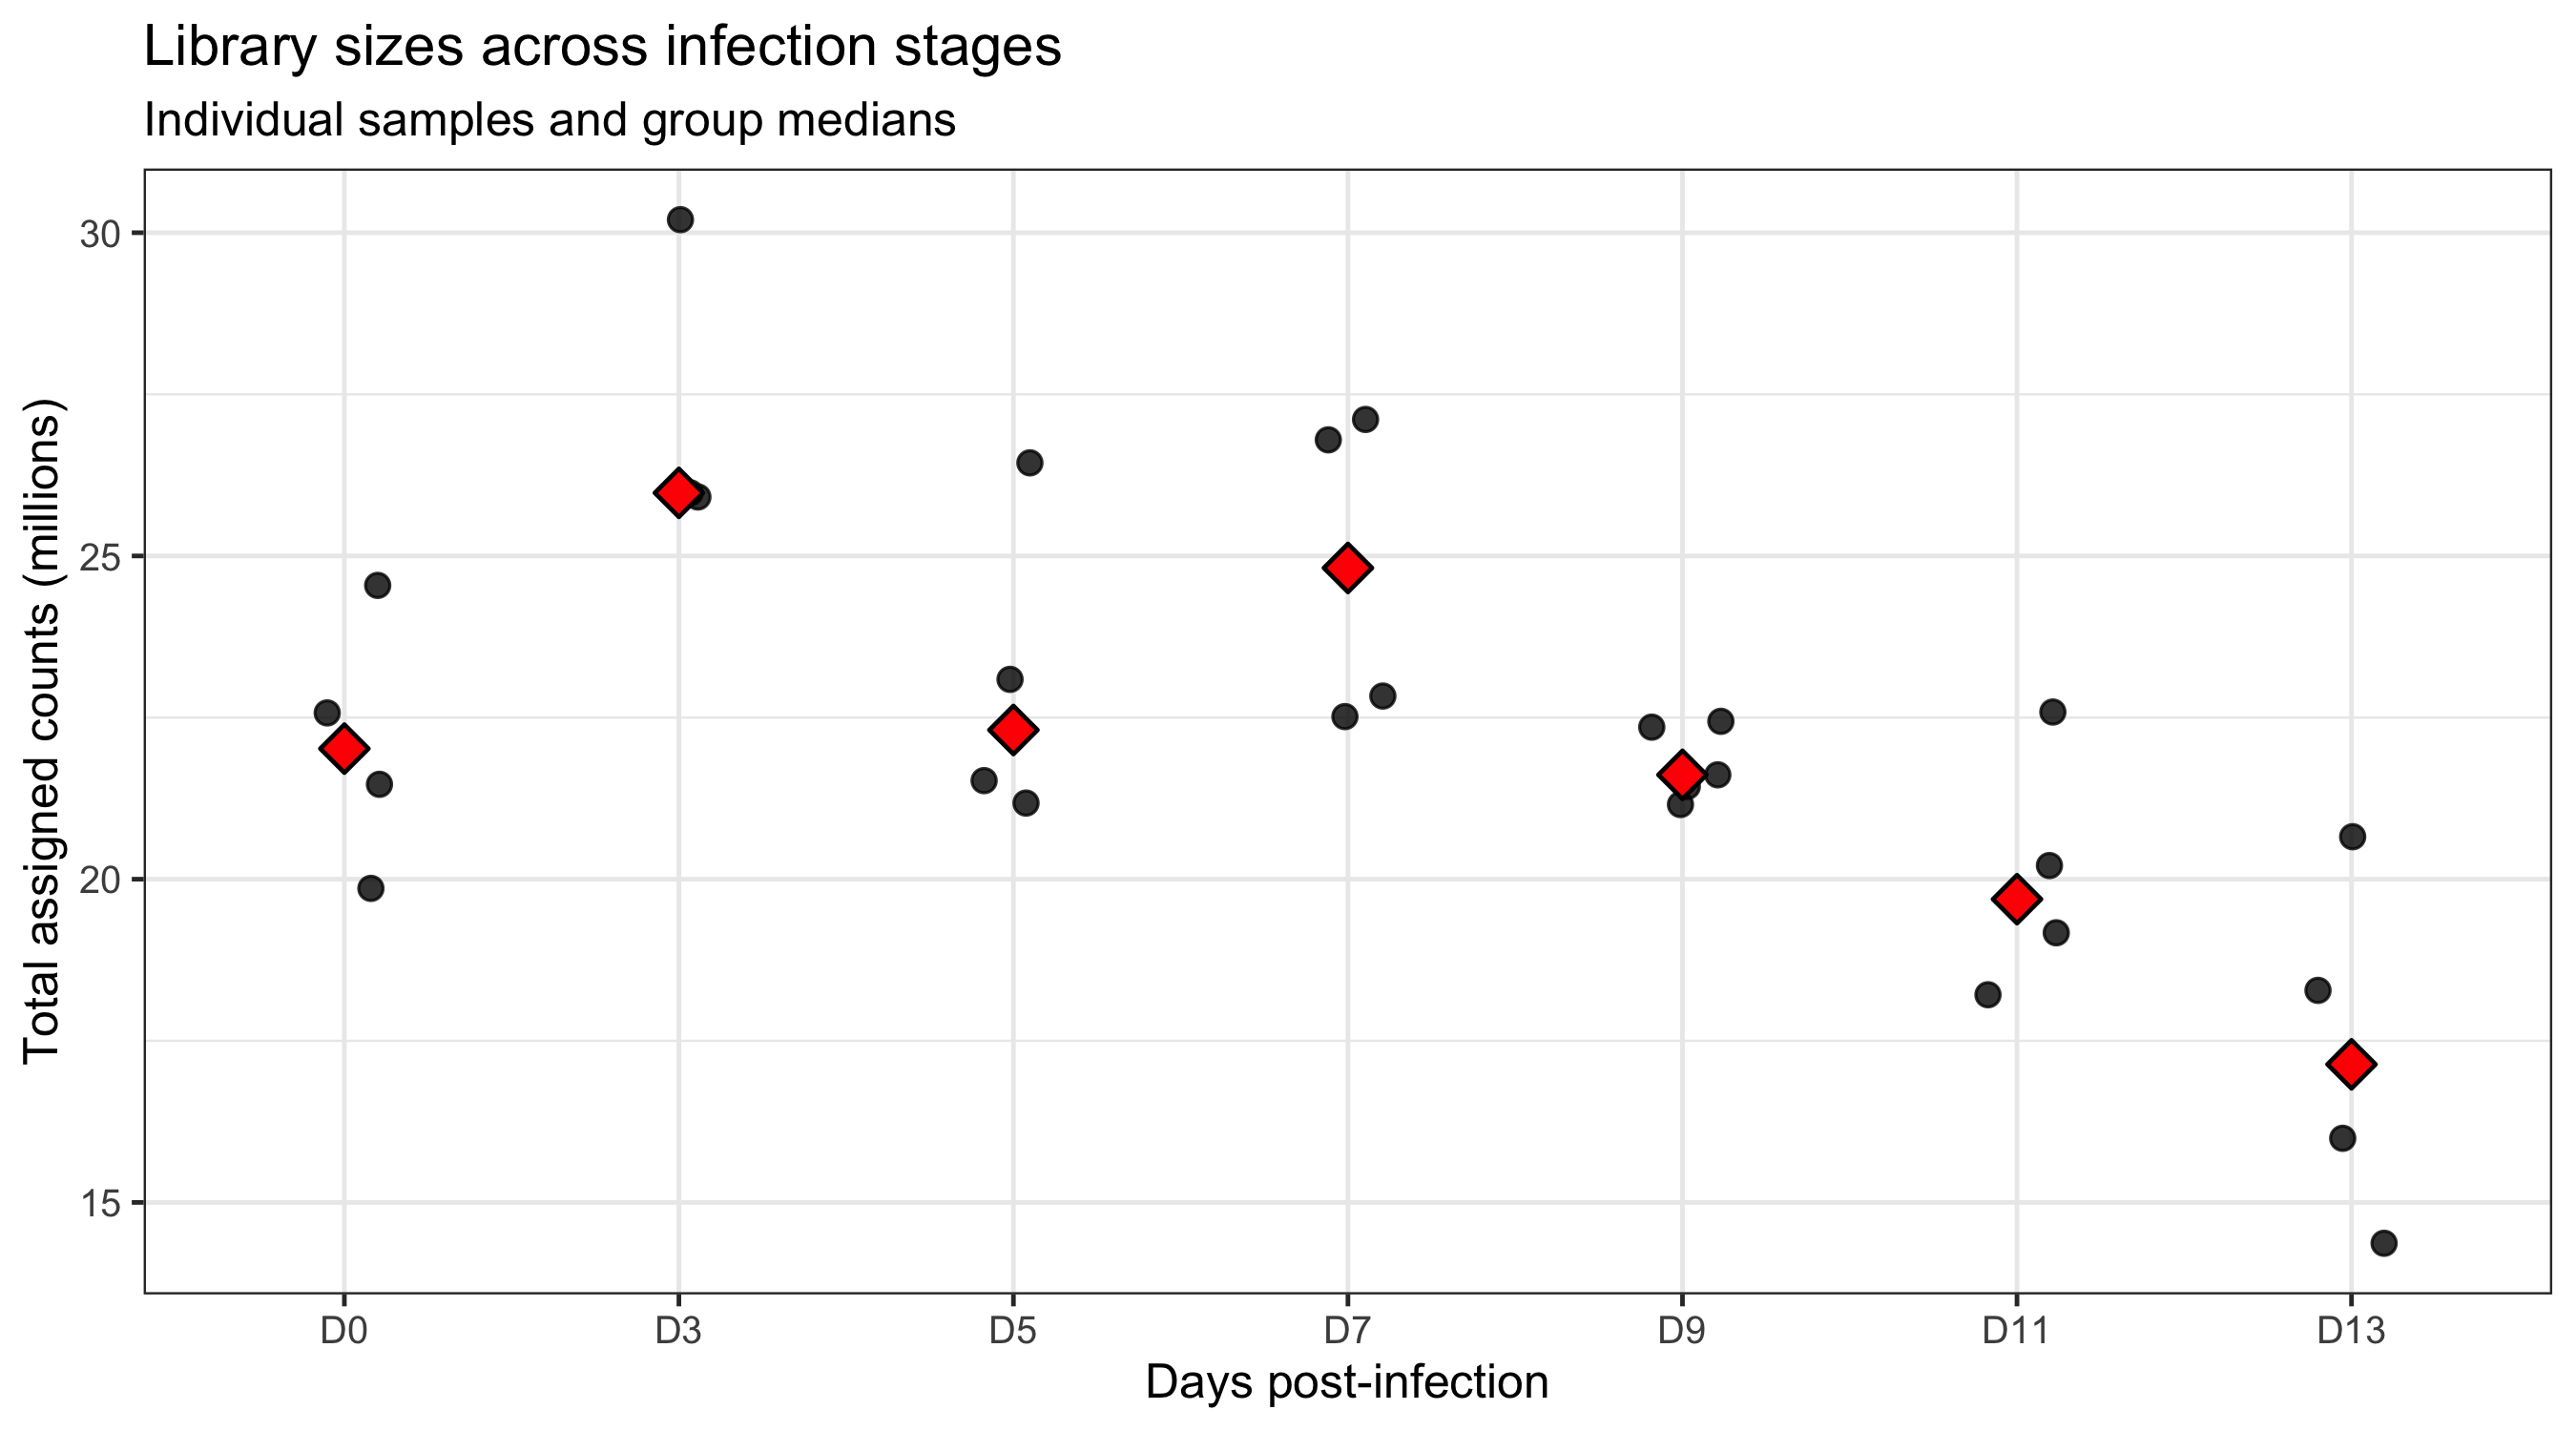 Library sizes across infection stages
Individual samples and group medians
Total assigned counts (millions)
30
25
20
15
D0 D3 D5 D7 D9 D11 D13
Days post-infection